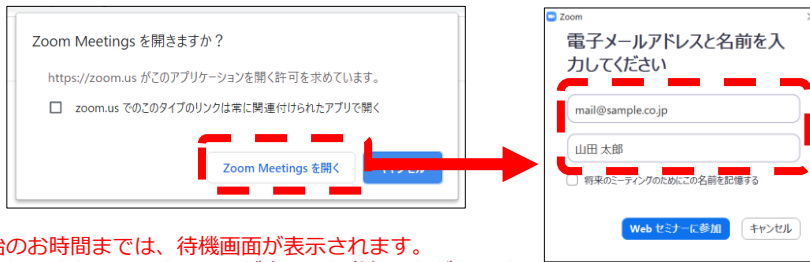 Zoom Meetings を開きますか？
https://zoom.us がこのアプリケーションを開く許可を求めています。
zoom.us でのこのタイプのリンクは常に関連付けられたアプリで開く
Zoom Meetings を開く
Zoom
電子メールアドレスと名前を入
力してください
mail@sample.co.jp
山田 太郎
将来のミーティングのためにこの名前を記憶する
Web セミナーに参加 キャンセル
のお時間までは、待機画面が表示されます。